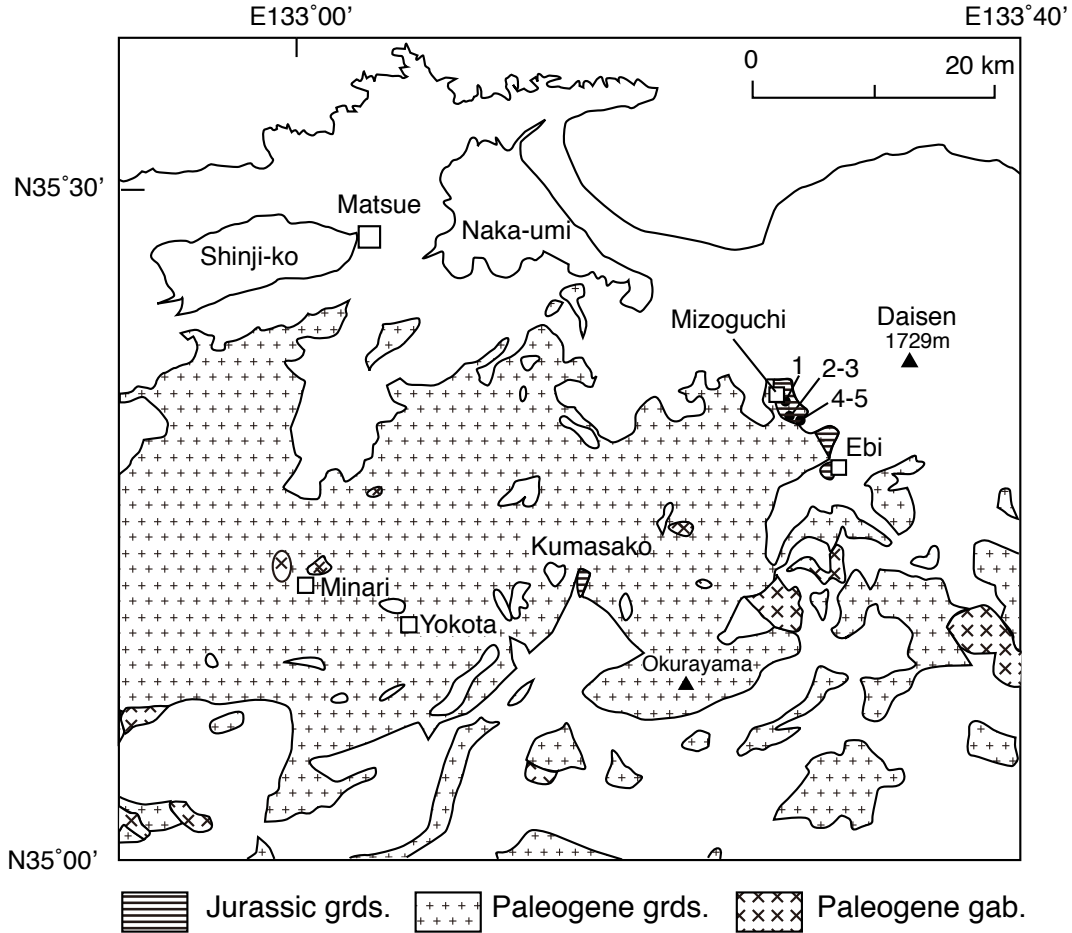 E133˚00’
E133˚40’
0
20 km
N35˚30’
Matsue
Naka-umi
Shinji-ko
Mizoguchi
Daisen
1729m
1
2-3
4-5
Ebi
Kumasako
Minari
Yokota
Okurayama
N35˚00’
Jurassic grds.
Paleogene grds.
Paleogene gab.